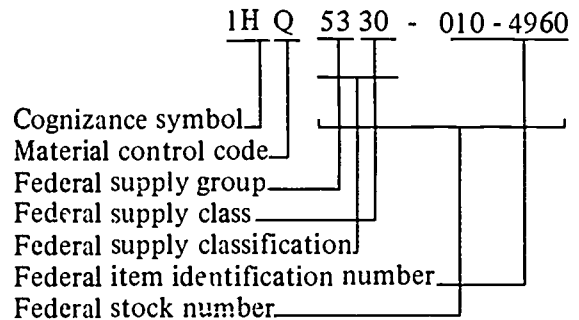 1H Q 53 30 - 010 - 4960
Cognizance symbol
Material control code
Federal supply group
Federal supply class
Federal supply classification
Federal item identification number
Federal stock number